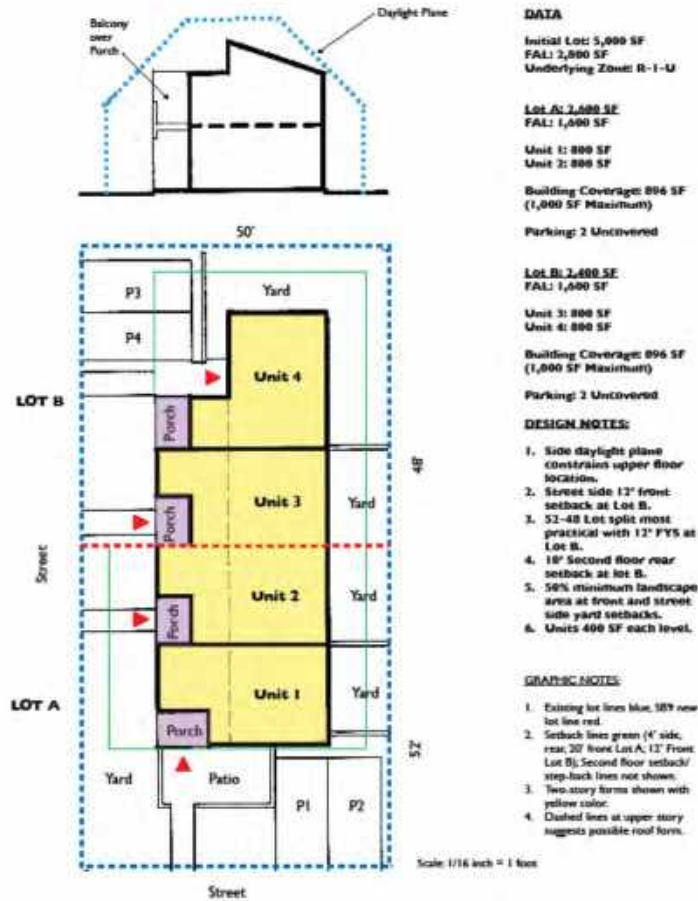 Balcony
over
Porch
Daylight Plane
50'
P3
P4
Yard
Unit 4
LOT B
Porch
48'
Unit 3
Yard
Porch
Street
Unit 2
Yard
Porch
Unit 1
Yard
LOT A
Porch
52'
Yard
Patio
P1
P2
Scale: 1/16 inch = 1 foot
Street
DATA
Initial Lot: 5,000 SF
FAL: 2,800 SF
Underlying Zone: R-1-U
Lot A: 2,600 SF
FAL: 1,600 SF
Unit 1: 800 SF
Unit 2: 800 SF
Building Coverage: 896 SF
(1,000 SF Maximum)
Parking: 2 Uncovered
Lot B: 2,400 SF
FAL: 1,600 SF
Unit 3: 800 SF
Unit 4: 800 SF
Building Coverage: 896 SF
(1,000 SF Maximum)
Parking: 2 Uncovered
DESIGN NOTES:
1. Side daylight plane
constrains upper floor
location.
2. Street side 12' front
setback at Lot B.
3. 52-48 Lot split most
practical with 12' FYS at
Lot B.
4. 10' Second floor rear
setback at lot B.
5. 50% minimum landscape
area at front and street
side yard setbacks.
6. Units 400 SF each level.
GRAPHIC NOTES:
1. Existing lot lines blue, SB9 new
lot line red.
2. Setback lines green (4' side,
rear, 20' front Lot A; 12' Front
Lot B); Second floor setback/
step-back lines not shown.
3. Two-story forms shown with
yellow color.
4. Dashed lines at upper story
suggests possible roof form.